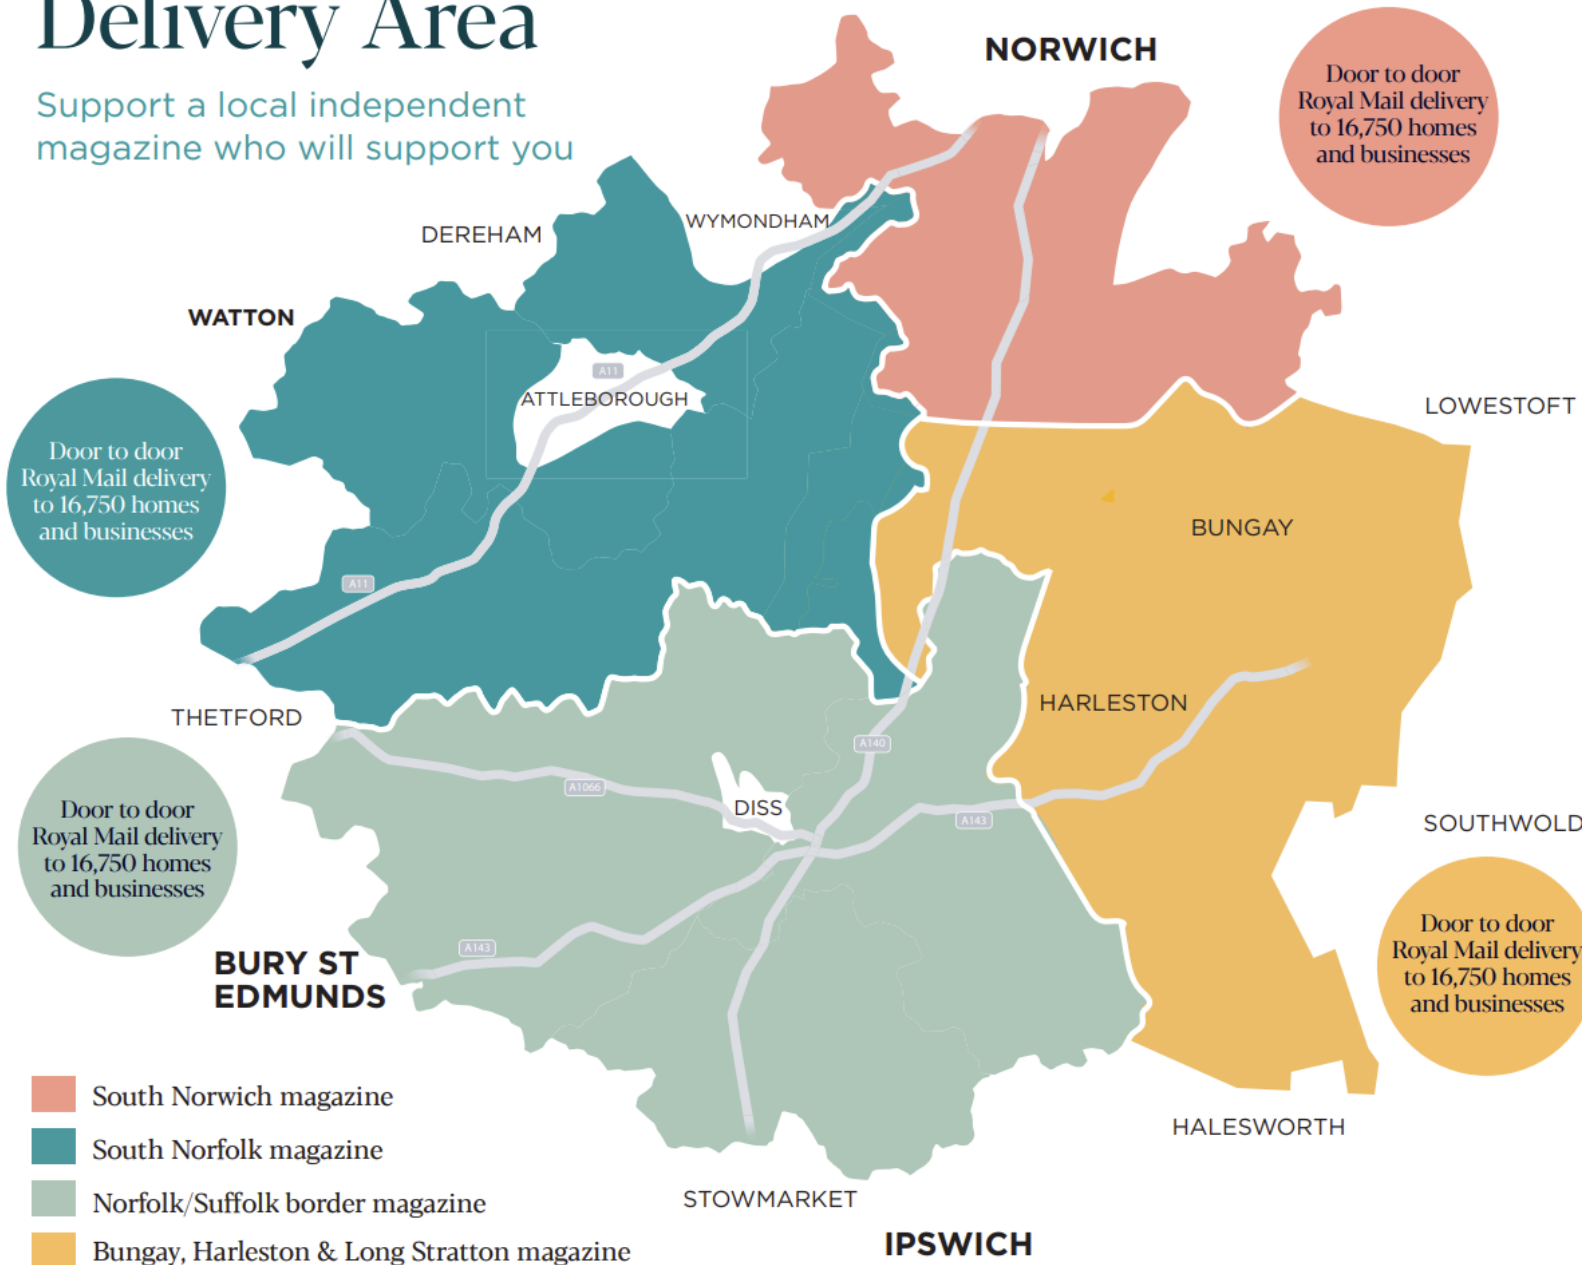 Delivery Area
Support a local independent
magazine who will support you
NORWICH
Door to door
Royal Mail delivery
to 16,750 homes
and businesses
WYMONDHAM
DEREHAM
WATTON
A11
ATTLEBOROUGH
LOWESTOFT
Door to door
Royal Mail delivery
to 16,750 homes
and businesses
BUNGAY
A11
HARLESTON
THETFORD
A140
A1066
DISS
A143
SOUTHWOLD
Door to door
Royal Mail delivery
to 16,750 homes
and businesses
Door to door
Royal Mail delivery
to 16,750 homes
and businesses
A143
BURY ST
EDMUNDS
South Norwich magazine
HALESWORTH
South Norfolk magazine
Norfolk/Suffolk border magazine
STOWMARKET
IPSWICH
Bungay, Harleston & Long Stratton magazine